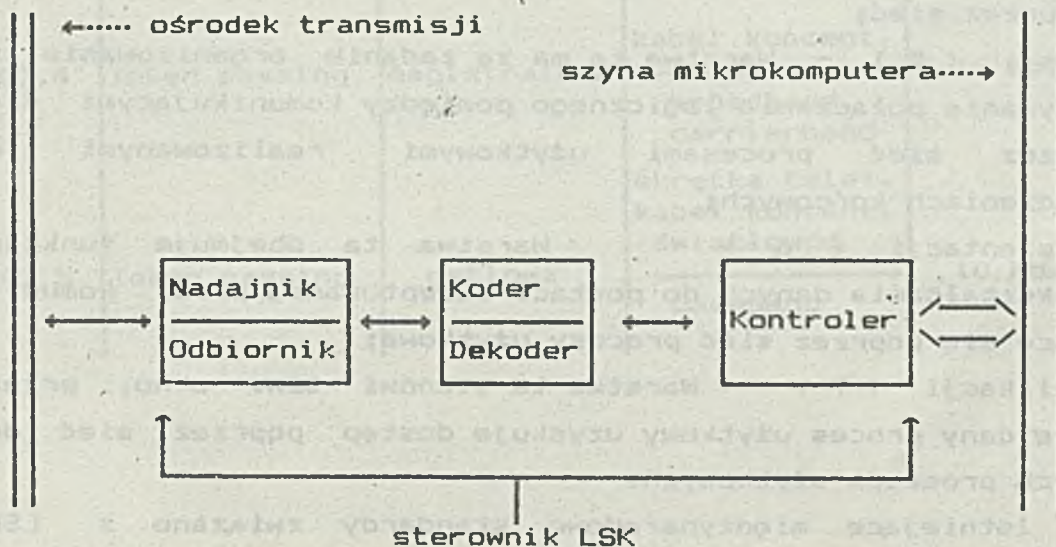 ośrodek transmisji
szyna mikrokomputera
Nadajnik
Odbiornik
Koder
Dekoder
Kontroler
sterownik LSK